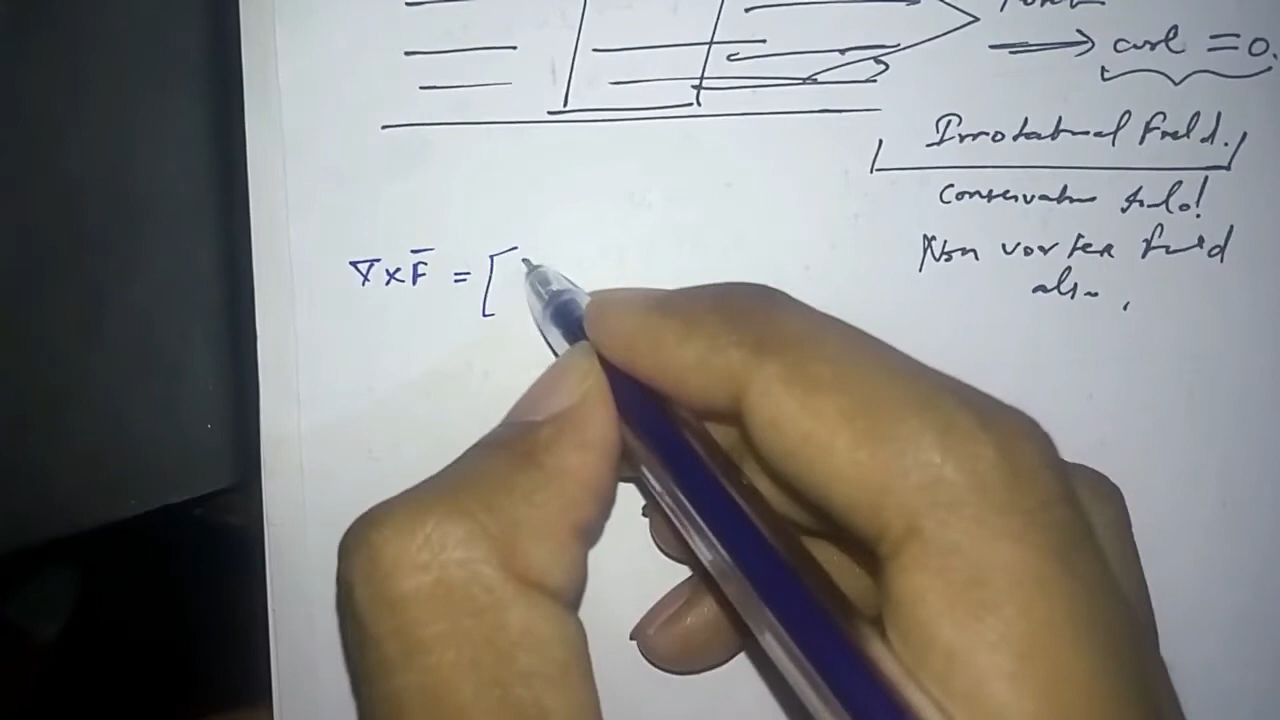 curl = 0.
Irrotational Field.
Conservative field!
Non vortex field
also,
∇×F̅ = [